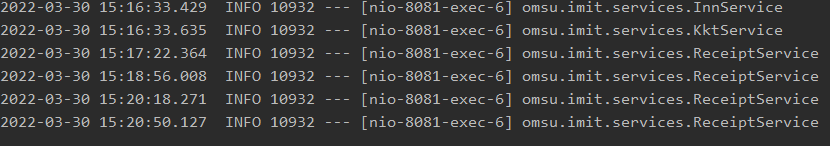 2022-03-30 15:16:33.429  INFO 10932 --- [nio-8081-exec-6] omsu.imit.services.InnService
2022-03-30 15:16:33.635  INFO 10932 --- [nio-8081-exec-6] omsu.imit.services.KktService
2022-03-30 15:17:22.364  INFO 10932 --- [nio-8081-exec-6] omsu.imit.services.ReceiptService
2022-03-30 15:18:56.008  INFO 10932 --- [nio-8081-exec-6] omsu.imit.services.ReceiptService
2022-03-30 15:20:18.271  INFO 10932 --- [nio-8081-exec-6] omsu.imit.services.ReceiptService
2022-03-30 15:20:50.127  INFO 10932 --- [nio-8081-exec-6] omsu.imit.services.ReceiptService